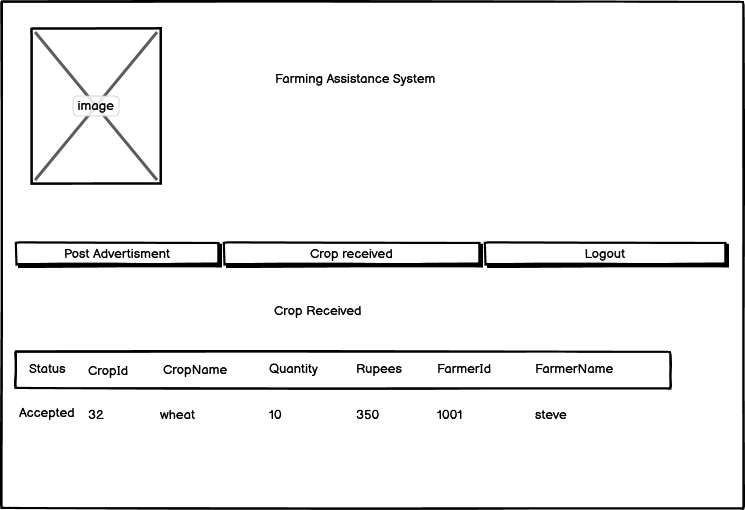 Farming Assistance System
image
Post Advertisment Crop received Logout
Crop Received
Status CropId CropName Quantity Rupees FarmerId FarmerName
Accepted 32 wheat 10 350 1001 steve